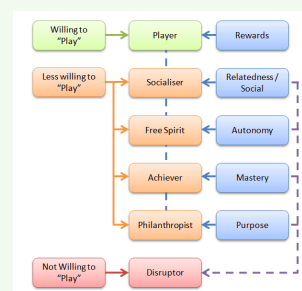 Willing to
"Play"
Player
Rewards
Less willing to
"Play"
Socialiser
Relatedness /
Social
Free Spirit
Autonomy
Achiever
Mastery
Philanthropist
Purpose
Not Willing to
"Play"
Disruptor